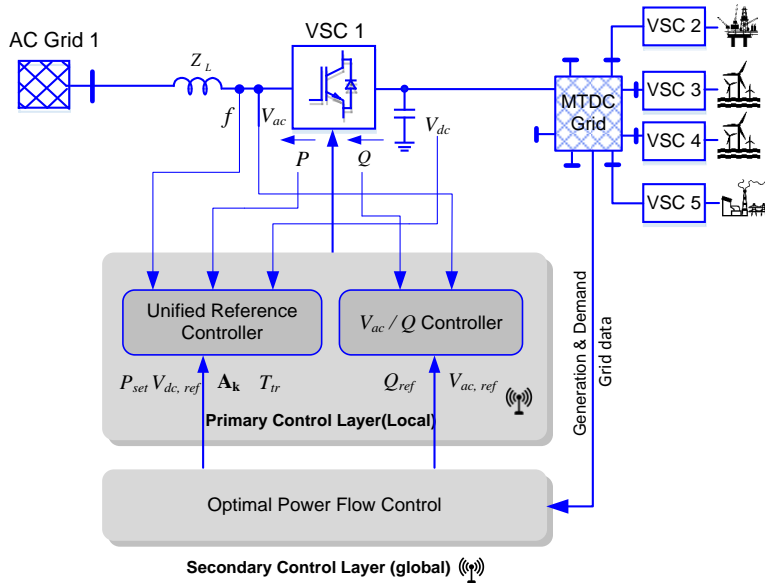 AC Grid 1
Z_L
VSC 1
VSC 2
VSC 3
MTDC
Grid
VSC 4
VSC 5
f
V_ac
P
Q
V_dc
Unified Reference
Controller
V_ac / Q Controller
P_set V_dc, ref A_k T_tr
Q_ref V_ac, ref
Primary Control Layer(Local)
Generation & Demand
Grid data
Optimal Power Flow Control
Secondary Control Layer (global)